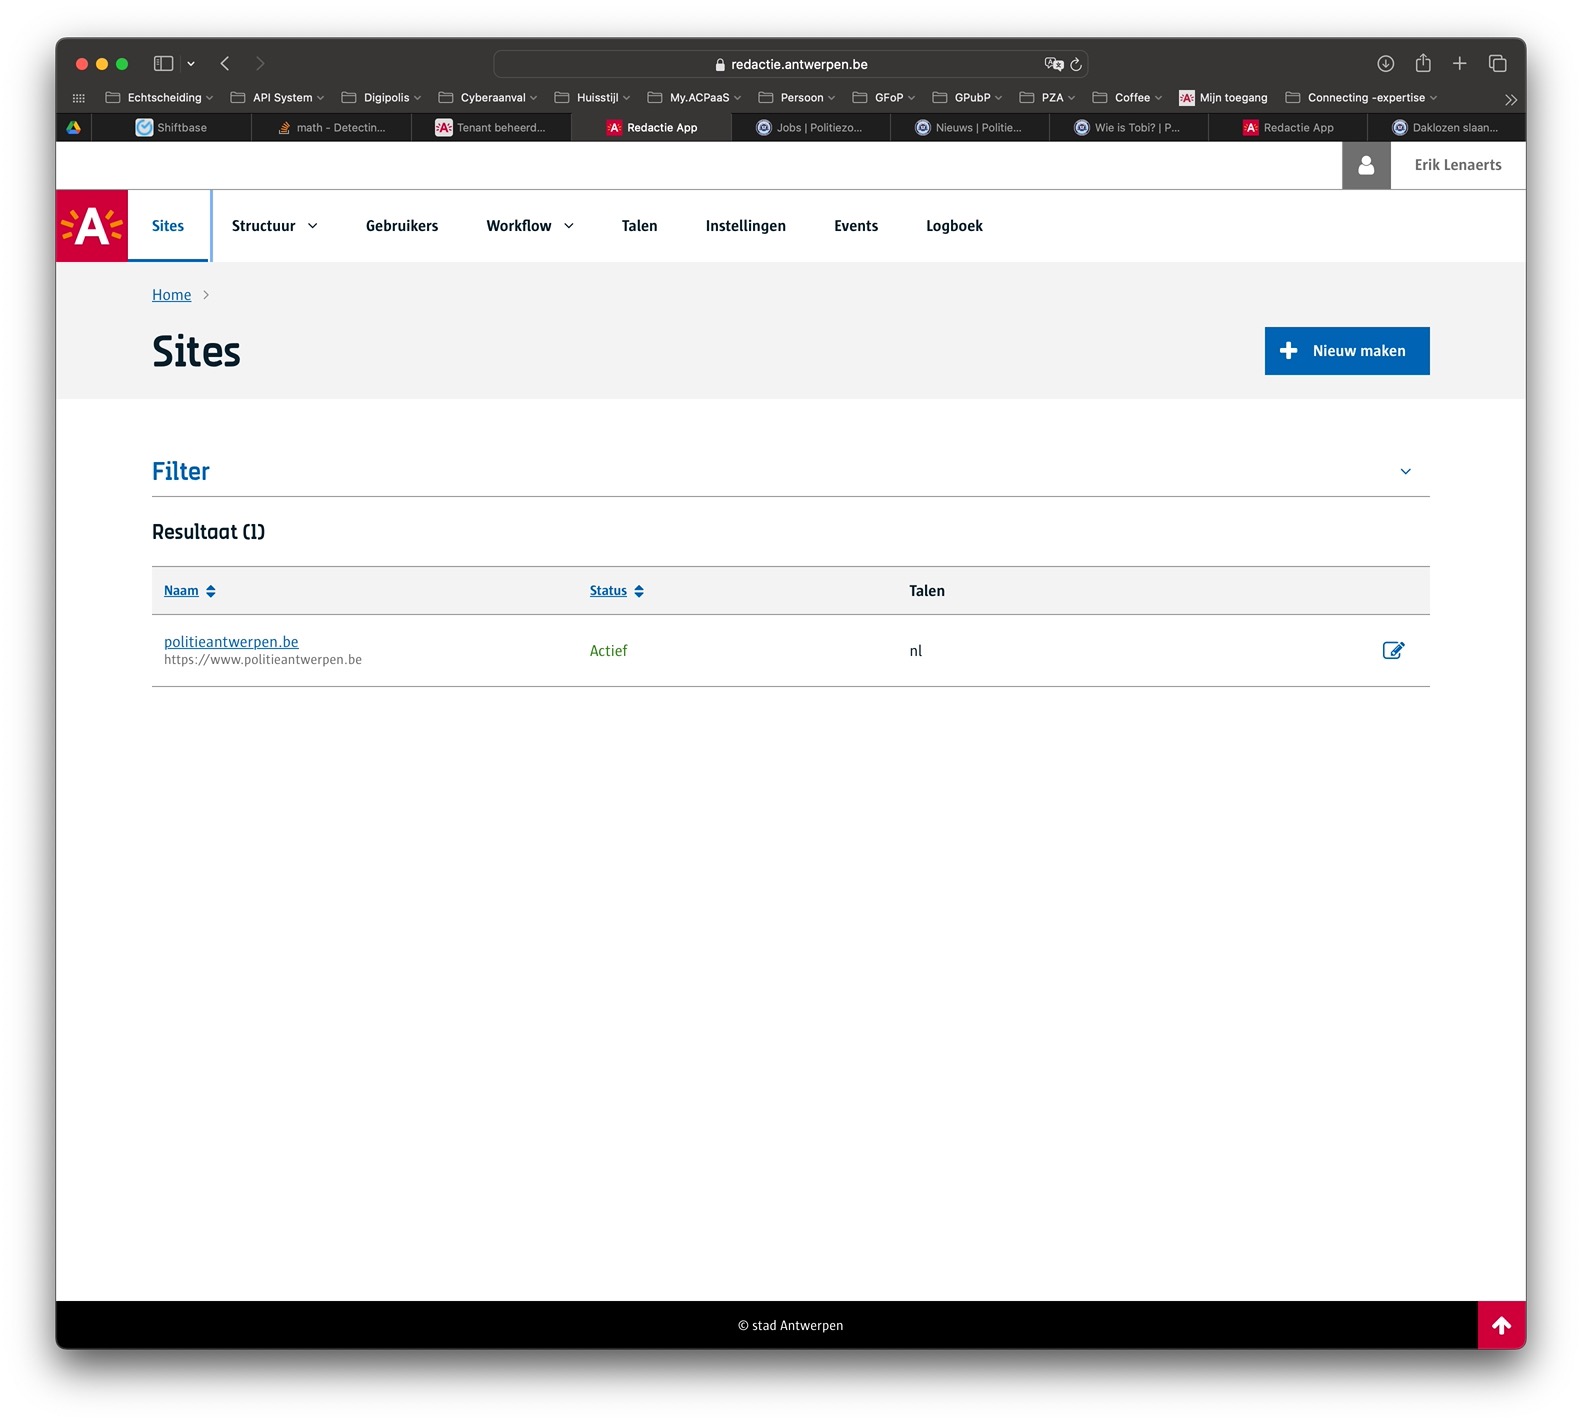 redactie.antwerpen.be
Echtscheiding API System Digipolis Cyberaanval Huisstijl My.ACPaaS Persoon GFoP GPubP PZA Coffee Mijn toegang Connecting -expertise
Shiftbase math - Detectin... Tenant beheerd... Redactie App Jobs | Politiezo... Nieuws | Politie... Wie is Tobi? | P... Redactie App Daklozen slaan...
Erik Lenaerts
A Sites Structuur Gebruikers Workflow Talen Instellingen Events Logboek
Home
Sites
Nieuw maken
Filter
Resultaat (1)
Naam Status Talen
politieantwerpen.be
https://www.politieantwerpen.be
Actief nl
© stad Antwerpen